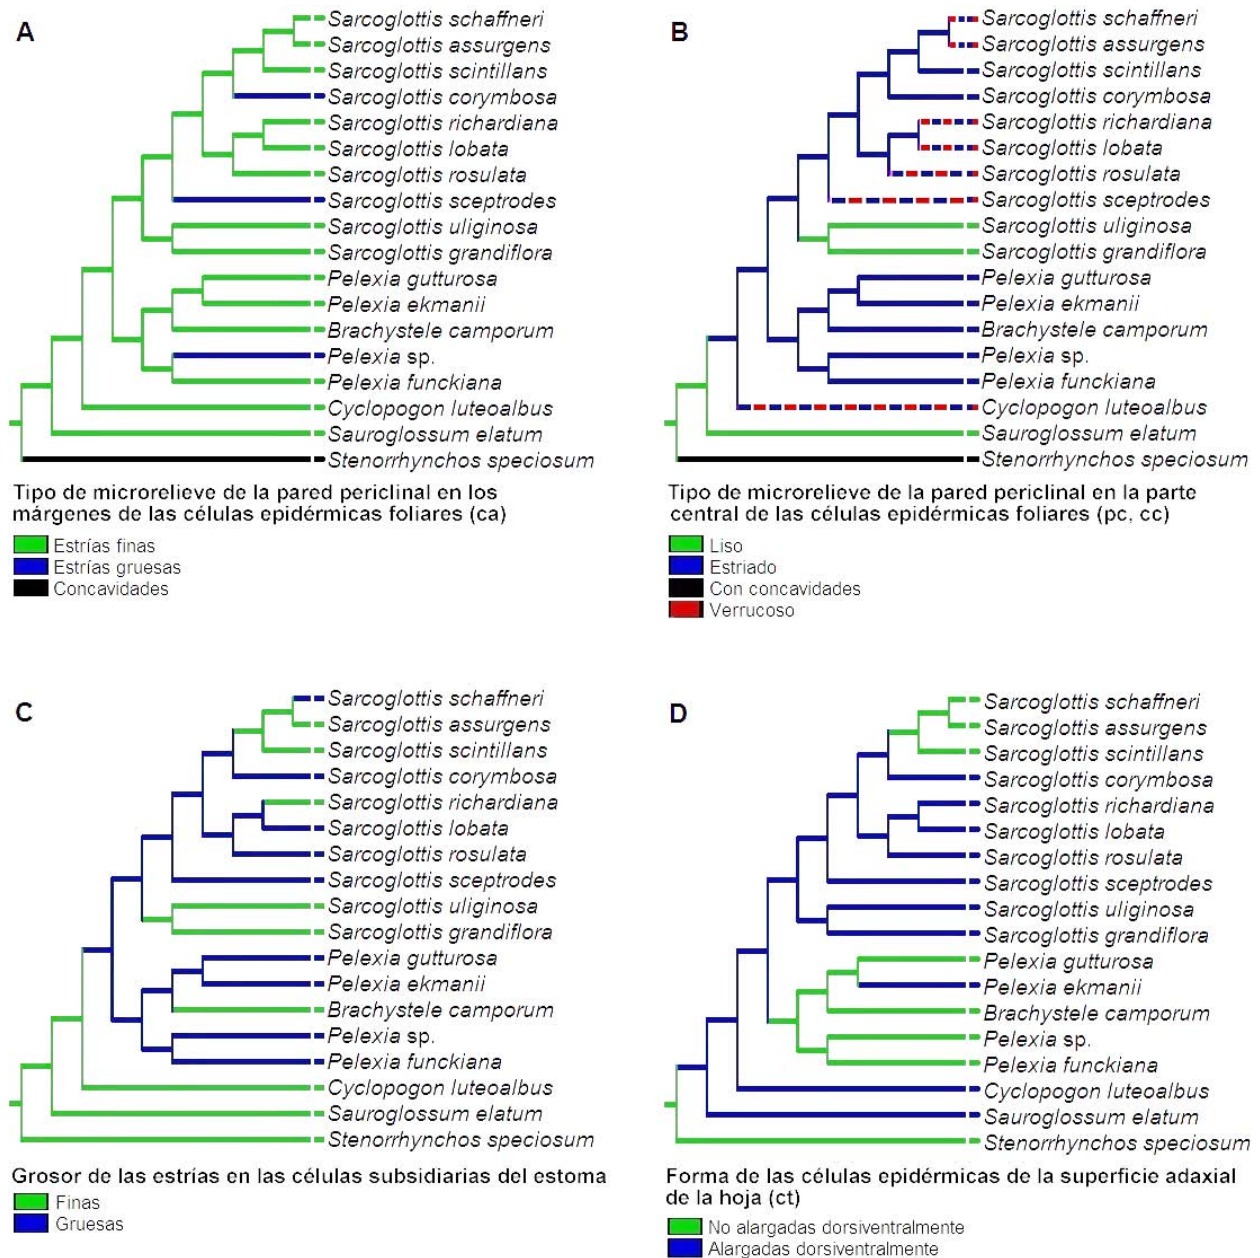 A
Sarcoglottis schaffneri
Sarcoglottis assurgens
Sarcoglottis scintillans
Sarcoglottis corymbosa
Sarcoglottis richardiana
Sarcoglottis lobata
Sarcoglottis rosulata
Sarcoglottis sceptrodes
Sarcoglottis uliginosa
Sarcoglottis grandiflora
Pelexia gutturosa
Pelexia ekmanii
Brachystele camporum
Pelexia sp.
Pelexia funckiana
Cyclopogon luteoalbus
Sauroglossum elatum
Stenorrhynchos speciosum
Tipo de microrelieve de la pared periclinal en los
márgenes de las células epidérmicas foliares (ca)
Estrías finas
Estrías gruesas
Concavidades
B
Sarcoglottis schaffneri
Sarcoglottis assurgens
Sarcoglottis scintillans
Sarcoglottis corymbosa
Sarcoglottis richardiana
Sarcoglottis lobata
Sarcoglottis rosulata
Sarcoglottis sceptrodes
Sarcoglottis uliginosa
Sarcoglottis grandiflora
Pelexia gutturosa
Pelexia ekmanii
Brachystele camporum
Pelexia sp.
Pelexia funckiana
Cyclopogon luteoalbus
Sauroglossum elatum
Stenorrhynchos speciosum
Tipo de microrelieve de la pared periclinal en la parte
central de las células epidérmicas foliares (pc, cc)
Liso
Estriado
Con concavidades
Verrucoso
C
Sarcoglottis schaffneri
Sarcoglottis assurgens
Sarcoglottis scintillans
Sarcoglottis corymbosa
Sarcoglottis richardiana
Sarcoglottis lobata
Sarcoglottis rosulata
Sarcoglottis sceptrodes
Sarcoglottis uliginosa
Sarcoglottis grandiflora
Pelexia gutturosa
Pelexia ekmanii
Brachystele camporum
Pelexia sp.
Pelexia funckiana
Cyclopogon luteoalbus
Sauroglossum elatum
Stenorrhynchos speciosum
Grosor de las estrías en las células subsidiarias del estoma
Finas
Gruesas
D
Sarcoglottis schaffneri
Sarcoglottis assurgens
Sarcoglottis scintillans
Sarcoglottis corymbosa
Sarcoglottis richardiana
Sarcoglottis lobata
Sarcoglottis rosulata
Sarcoglottis sceptrodes
Sarcoglottis uliginosa
Sarcoglottis grandiflora
Pelexia gutturosa
Pelexia ekmanii
Brachystele camporum
Pelexia sp.
Pelexia funckiana
Cyclopogon luteoalbus
Sauroglossum elatum
Stenorrhynchos speciosum
Forma de las células epidérmicas de la superficie adaxial
de la hoja (ct)
No alargadas dorsiventralmente
Alargadas dorsiventralmente